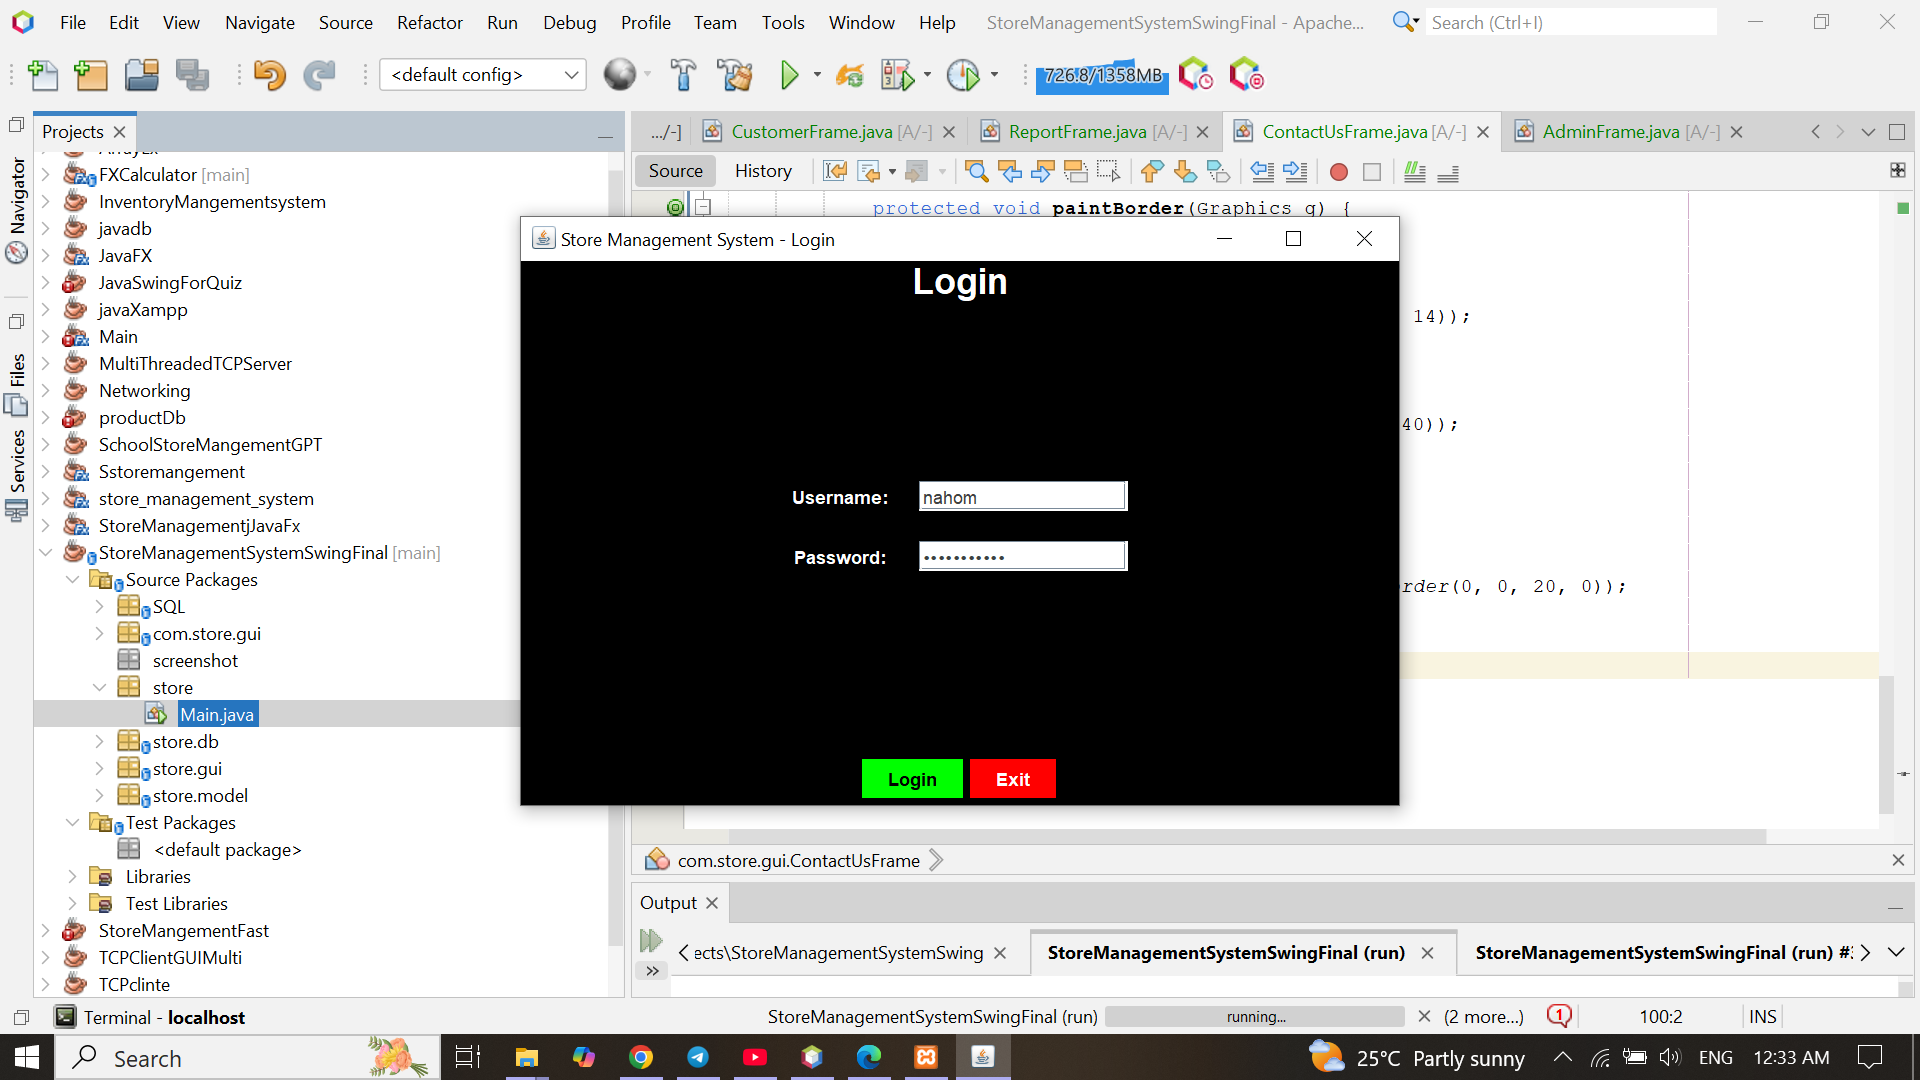 File Edit View Navigate Source Refactor Run Debug Profile Team Tools Window Help StoreManagementSystemSwingFinal - Apache... Search (Ctrl+I)
<default config> 726.8/1358MB
Projects
.../-] CustomerFrame.java [A/-] ReportFrame.java [A/-] ContactUsFrame.java [A/-] AdminFrame.java [A/-]
Source History
Navigator
Files
Services
FXCalculator [main]
InventoryMangementsystem
javadb
JavaFX
JavaSwingForQuiz
javaXampp
Main
MultiThreadedTCPServer
Networking
productDb
SchoolStoreMangementGPT
Sstoremangement
store_management_system
StoreManagementjJavaFx
StoreManagementSystemSwingFinal [main]
Source Packages
SQL
com.store.gui
screenshot
store
Main.java
store.db
store.gui
store.model
Test Packages
<default package>
Libraries
Test Libraries
StoreMangementFast
TCPClientGUIMulti
TCPclinte
protected void paintBorder(Graphics g) {
14));
40));
rder(0, 0, 20, 0));
Store Management System - Login
Login
Username: nahom
Password: •••••••••••
Login Exit
com.store.gui.ContactUsFrame
Output
ects\StoreManagementSystemSwing StoreManagementSystemSwingFinal (run) StoreManagementSystemSwingFinal (run) #
Terminal - localhost StoreManagementSystemSwingFinal (run) running... (2 more...) 1 100:2 INS
Search 25°C Partly sunny ENG 12:33 AM